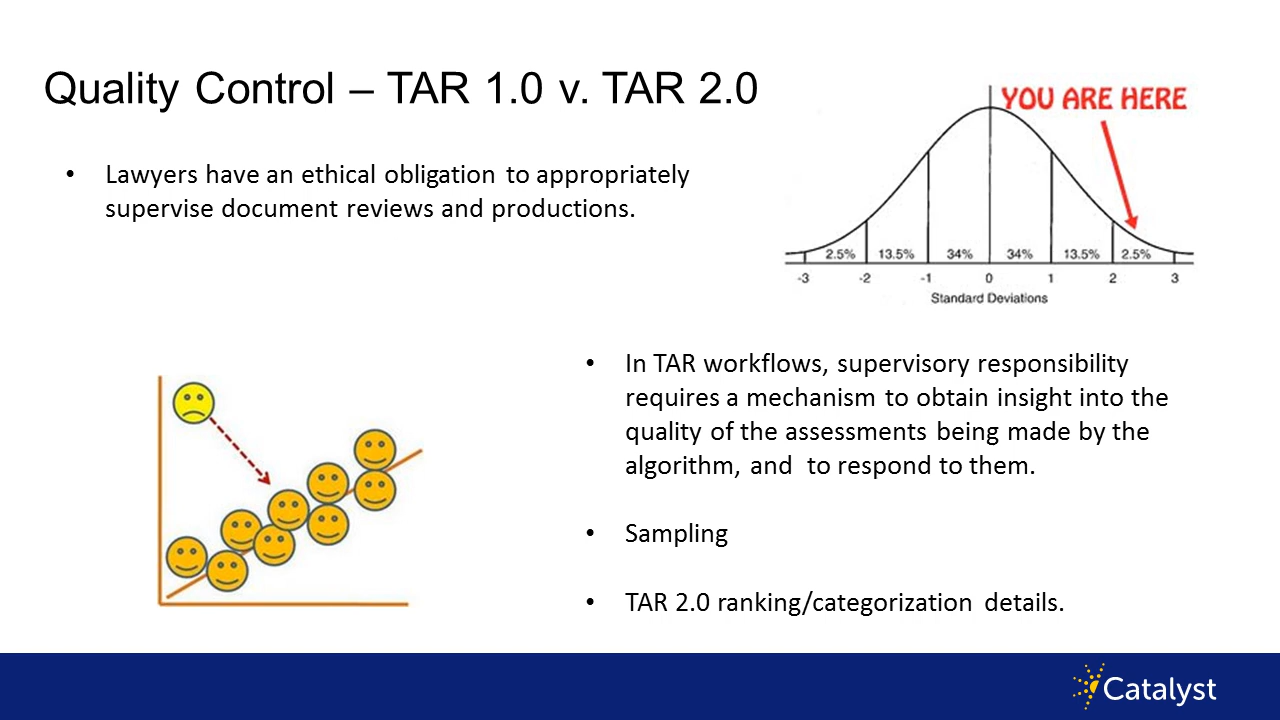 Quality Control – TAR 1.0 v. TAR 2.0
YOU ARE HERE
• Lawyers have an ethical obligation to appropriately
supervise document reviews and productions.
2.5% 13.5% 34% 34% 13.5% 2.5%
-3 -2 -1 0 1 2 3
Standard Deviations
• In TAR workflows, supervisory responsibility
requires a mechanism to obtain insight into the
quality of the assessments being made by the
algorithm, and  to respond to them.
• Sampling
• TAR 2.0 ranking/categorization details.
Catalyst